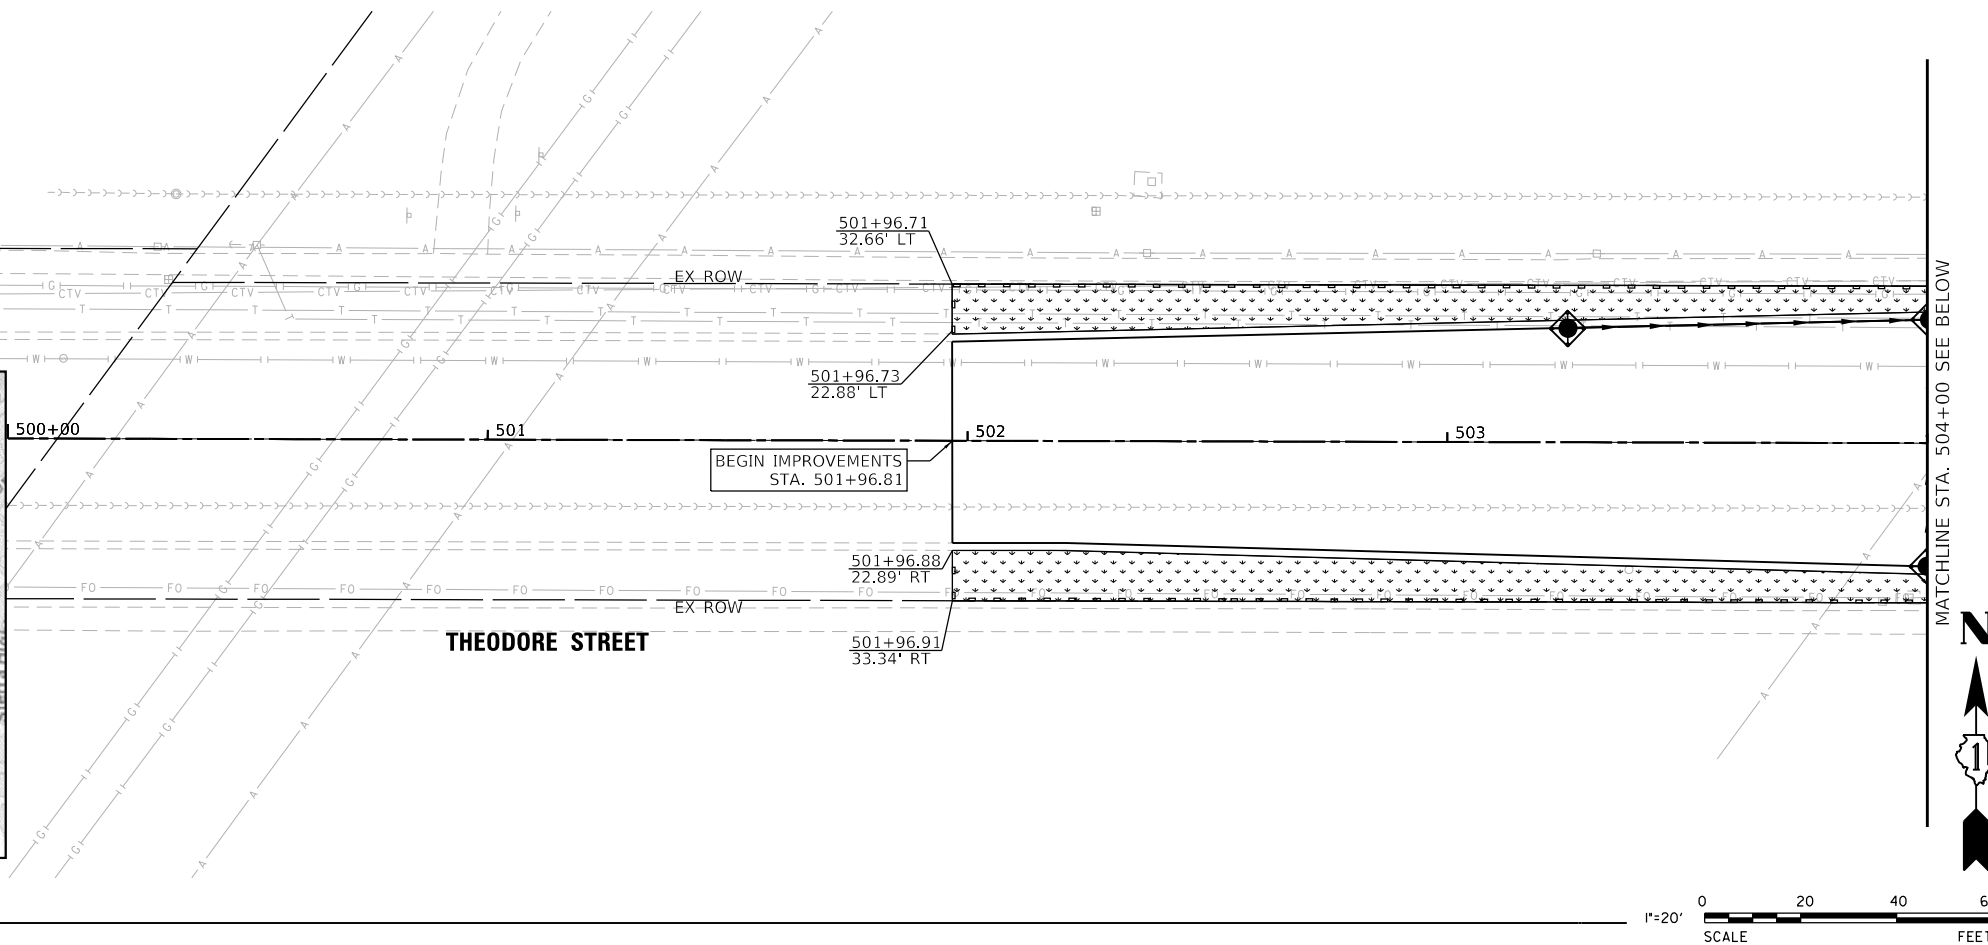 501+96.71
32.66' LT
EX ROW
501+96.73
22.88' LT
500+00
501
502
503
BEGIN IMPROVEMENTS
STA. 501+96.81
501+96.88
22.89' RT
EX ROW
THEODORE STREET
501+96.91
33.34' RT
MATCHLINE STA. 504+00 SEE BELOW
N
1
0 20 40
1"=20'
SCALE FEET